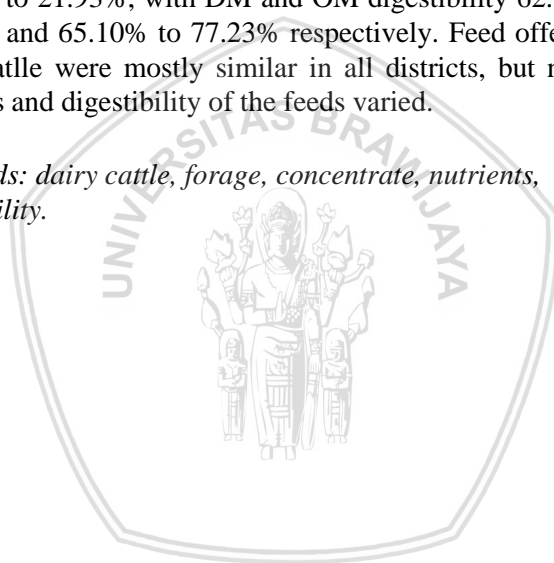 to 21.93%, with DM and OM digestibility 62.
and 65.10% to 77.23% respectively. Feed offe
atlle were mostly similar in all districts, but
s and digestibility of the feeds varied.
ds: dairy cattle, forage, concentrate, nutrients,
ility.
UNIVERSITAS BRAWIJAYA